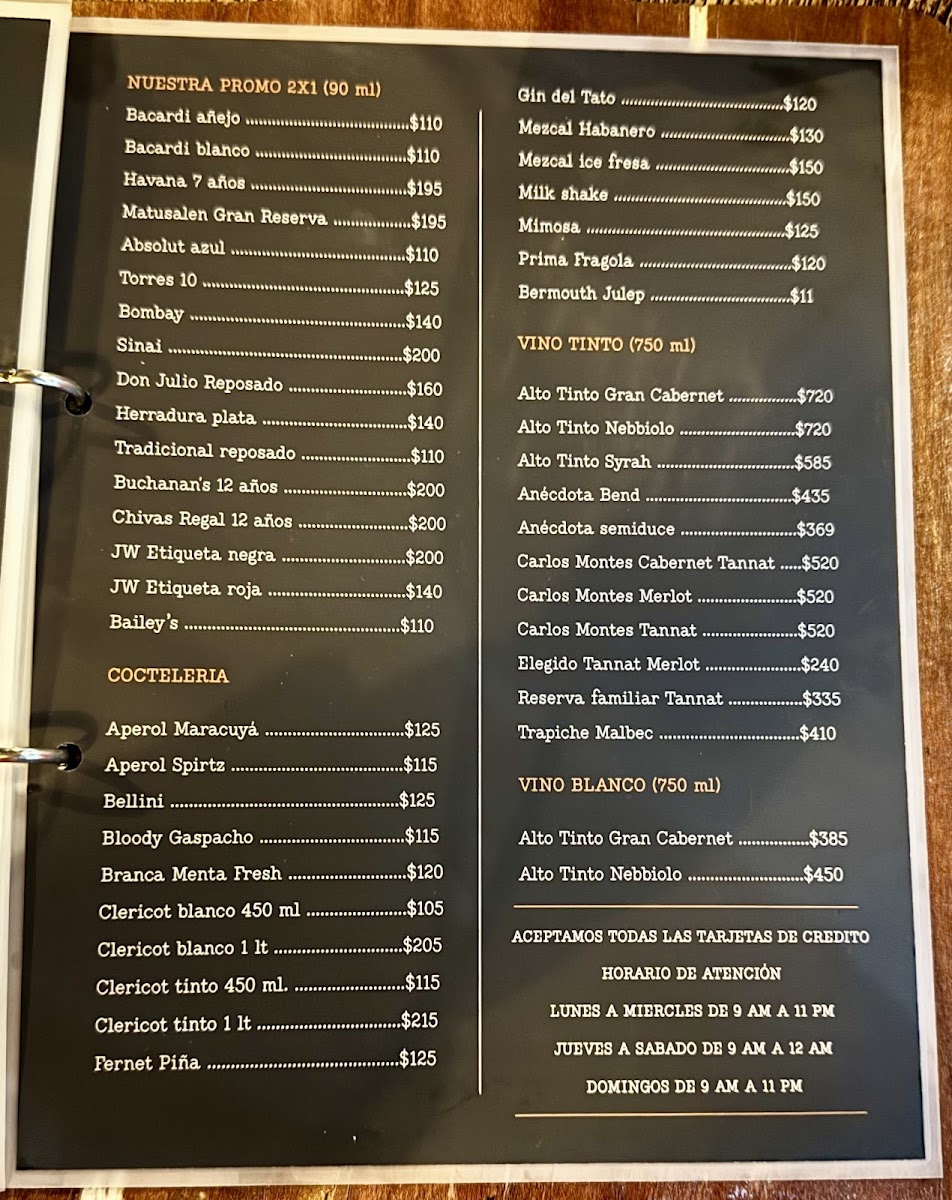 NUESTRA PROMO 2X1 (90 ml)
Bacardi añejo ........................................$110
Bacardi blanco .....................................$110
Havana 7 años ......................................$195
Matusalen Gran Reserva ...................$195
Absolut azul ..........................................$110
Torres 10 .................................................$125
Bombay .....................................................$140
Sinai ..........................................................$200
Don Julio Reposado .............................$160
Herradura plata ...................................$140
Tradicional reposado ...........................$110
Buchanan's 12 años ..............................$200
Chivas Regal 12 años ...........................$200
JW Etiqueta negra ...............................$200
JW Etiqueta roja ..................................$140
Bailey's .....................................................$110
COCTELERIA
Aperol Maracuyá ..................................$125
Aperol Spirtz .........................................$115
Bellini .......................................................$125
Bloody Gaspacho ...................................$115
Branca Menta Fresh ............................$120
Clericot blanco 450 ml ........................$105
Clericot blanco 1 lt ...............................$205
Clericot tinto 450 ml. ..........................$115
Clericot tinto 1 lt ..................................$215
Fernet Piña ..............................................$125
Gin del Tato .........................................$120
Mezcal Habanero ................................$130
Mezcal ice fresa ..................................$150
Milk shake ...........................................$150
Mimosa .................................................$125
Prima Fragola .....................................$120
Bermouth Julep ..................................$11
VINO TINTO (750 ml)
Alto Tinto Gran Cabernet .................$720
Alto Tinto Nebbiolo ............................$720
Alto Tinto Syrah .................................$585
Anécdota Bend ....................................$435
Anécdota semiduce .............................$369
Carlos Montes Cabernet Tannat .....$520
Carlos Montes Merlot ........................$520
Carlos Montes Tannat .......................$520
Elegido Tannat Merlot .......................$240
Reserva familiar Tannat ..................$335
Trapiche Malbec ..................................$410
VINO BLANCO (750 ml)
Alto Tinto Gran Cabernet ................$385
Alto Tinto Nebbiolo ...........................$450
ACEPTAMOS TODAS LAS TARJETAS DE CREDITO
HORARIO DE ATENCIÓN
LUNES A MIERCLES DE 9 AM A 11 PM
JUEVES A SABADO DE 9 AM A 12 AM
DOMINGOS DE 9 AM A 11 PM